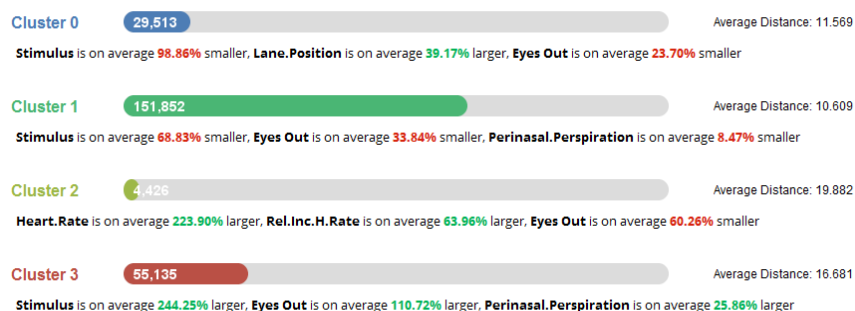 Cluster 0 29,513 Average Distance: 11.569
Stimulus is on average 98.86% smaller, Lane.Position is on average 39.17% larger, Eyes Out is on average 23.70% smaller
Cluster 1 151,852 Average Distance: 10.609
Stimulus is on average 68.83% smaller, Eyes Out is on average 33.84% smaller, Perinasal.Perspiration is on average 8.47% smaller
Cluster 2 4,426 Average Distance: 19.882
Heart.Rate is on average 223.90% larger, Rel.Inc.H.Rate is on average 63.96% larger, Eyes Out is on average 60.26% smaller
Cluster 3 55,135 Average Distance: 16.681
Stimulus is on average 244.25% larger, Eyes Out is on average 110.72% larger, Perinasal.Perspiration is on average 25.86% larger